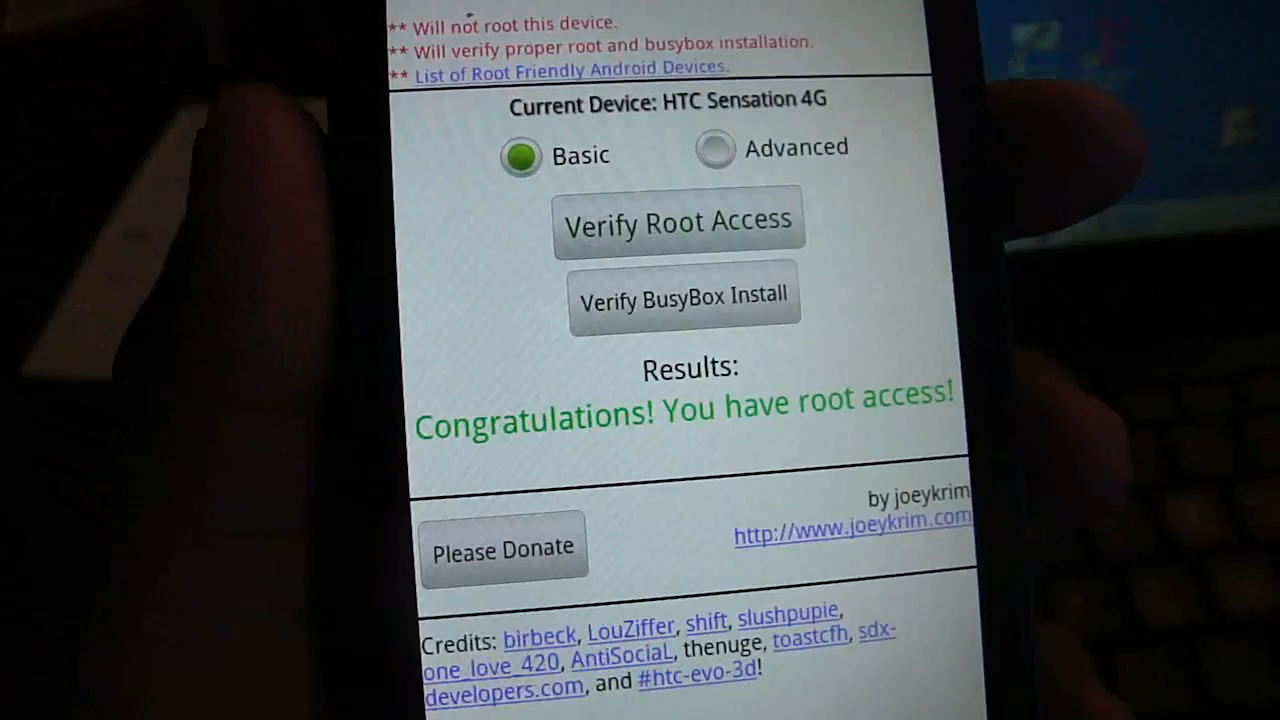 ** Will not root this device.
** Will verify proper root and busybox installation.
** List of Root Friendly Android Devices.
Current Device: HTC Sensation 4G
Basic Advanced
Verify Root Access
Verify BusyBox Install
Results:
Congratulations! You have root access!
by joeykrim
http://www.joeykrim.com
Please Donate
Credits: birbeck, LouZiffer, shift, slushpupie,
one_love_420, AntiSociaL, thenuge, toastcfh, sdx-
developers.com, and #htc-evo-3d!